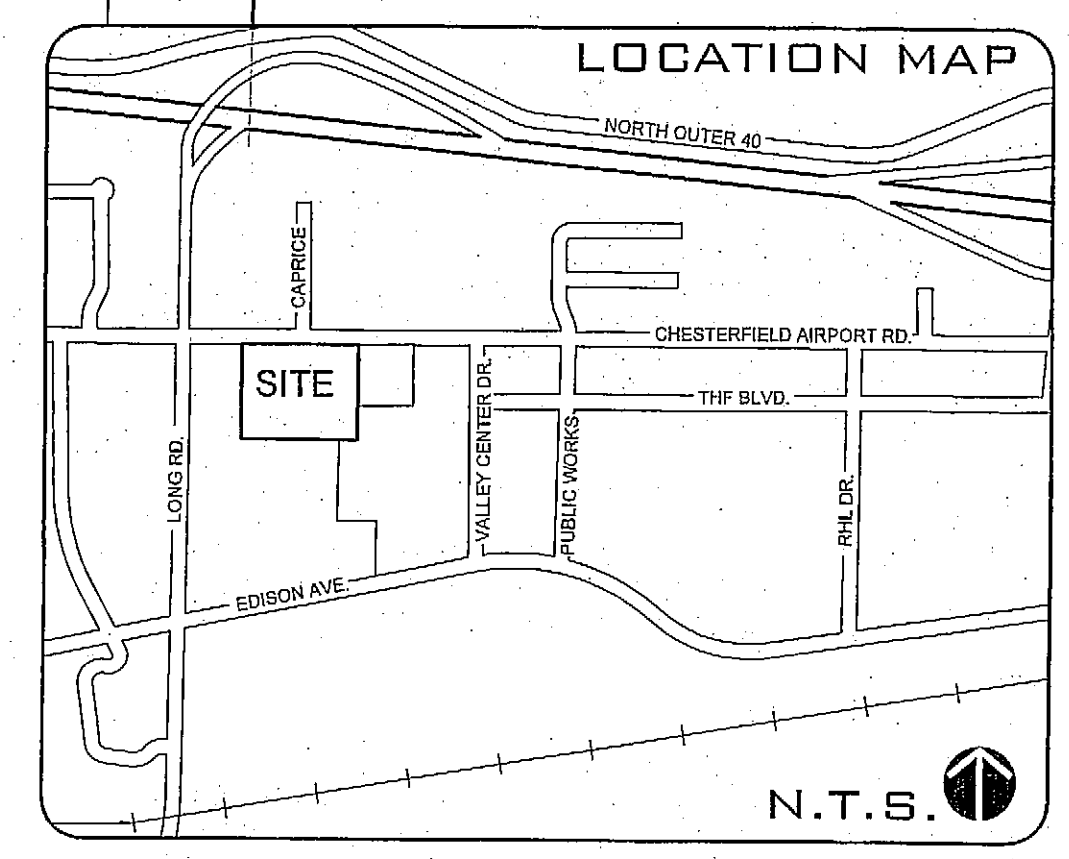 LOCATION MAP
NORTH OUTER 40
CAPRICE
CHESTERFIELD AIRPORT RD.
SITE
THF BLVD.
VALLEY CENTER DR.
PUBLIC WORKS
LONG RD.
RHL DR.
EDISON AVE.
N.T.S.